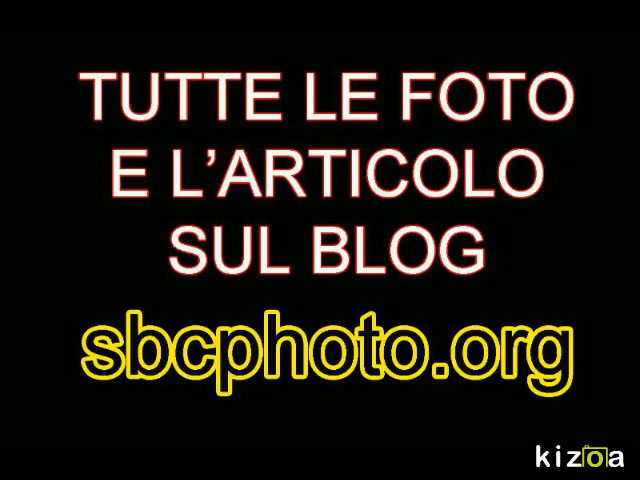 TUTTE LE FOTO
E L’ARTICOLO
SUL BLOG
sbcphoto.org
kizoa